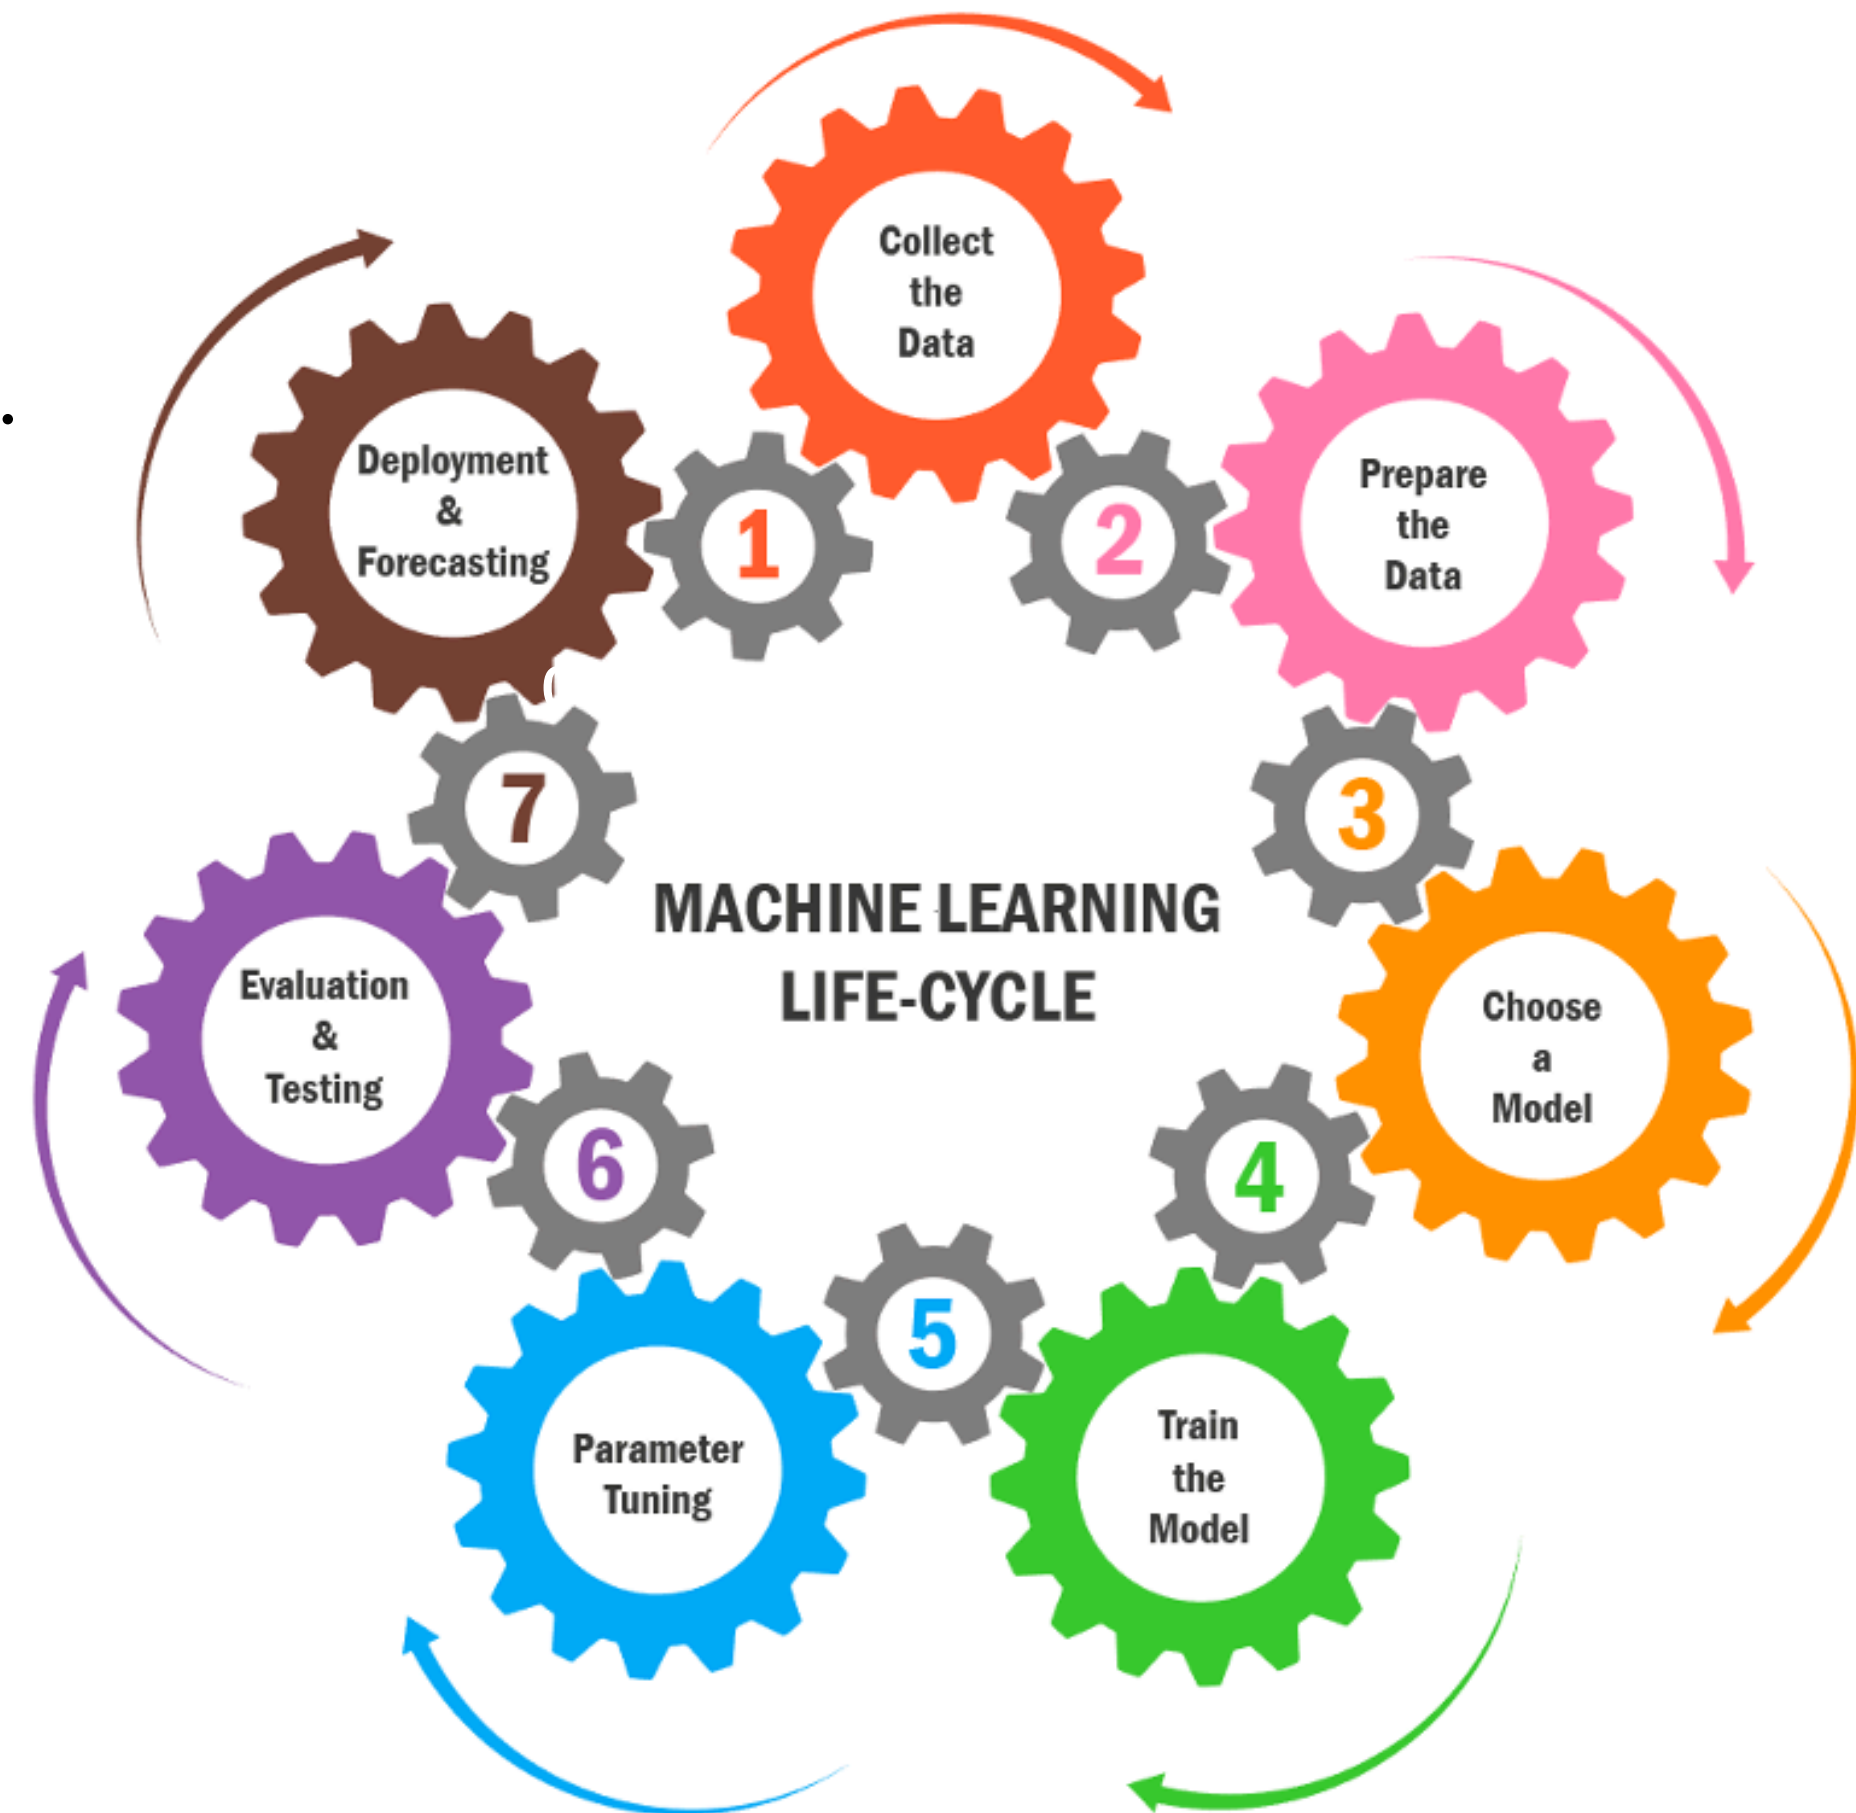 Collect
the
Data
1
2
Prepare
the
Data
3
Choose
a
Model
4
Train
the
Model
5
Parameter
Tuning
6
Evaluation
&
Testing
7
Deployment
&
Forecasting
MACHINE LEARNING
LIFE-CYCLE